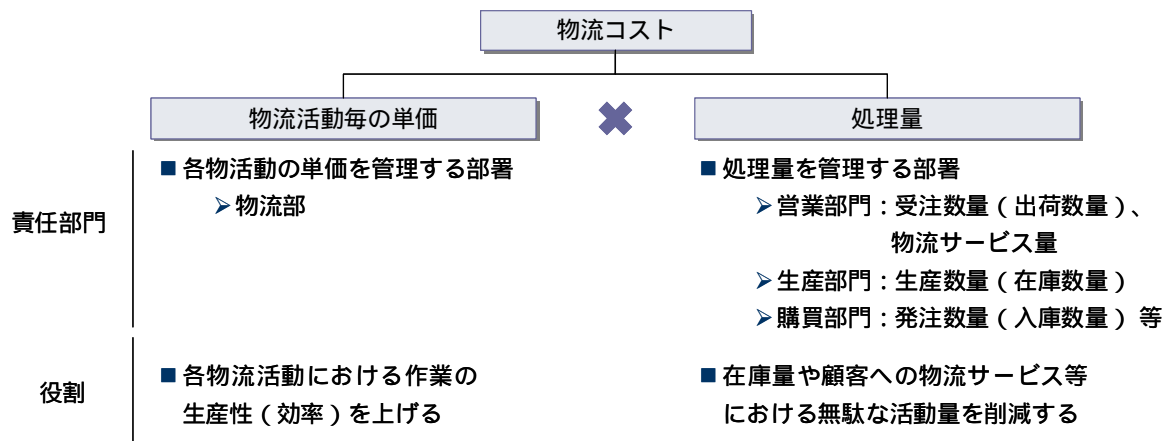 物流コスト
物流活動毎の単価
処理量
責任部門
■各物活動の単価を管理する部署
➢物流部
■処理量を管理する部署
➢営業部門：受注数量（出荷数量）、
物流サービス量
➢生産部門：生産数量（在庫数量）
➢購買部門：発注数量（入庫数量）等
役割
■各物流活動における作業の
生産性（効率）を上げる
■在庫量や顧客への物流サービス等
における無駄な活動量を削減する